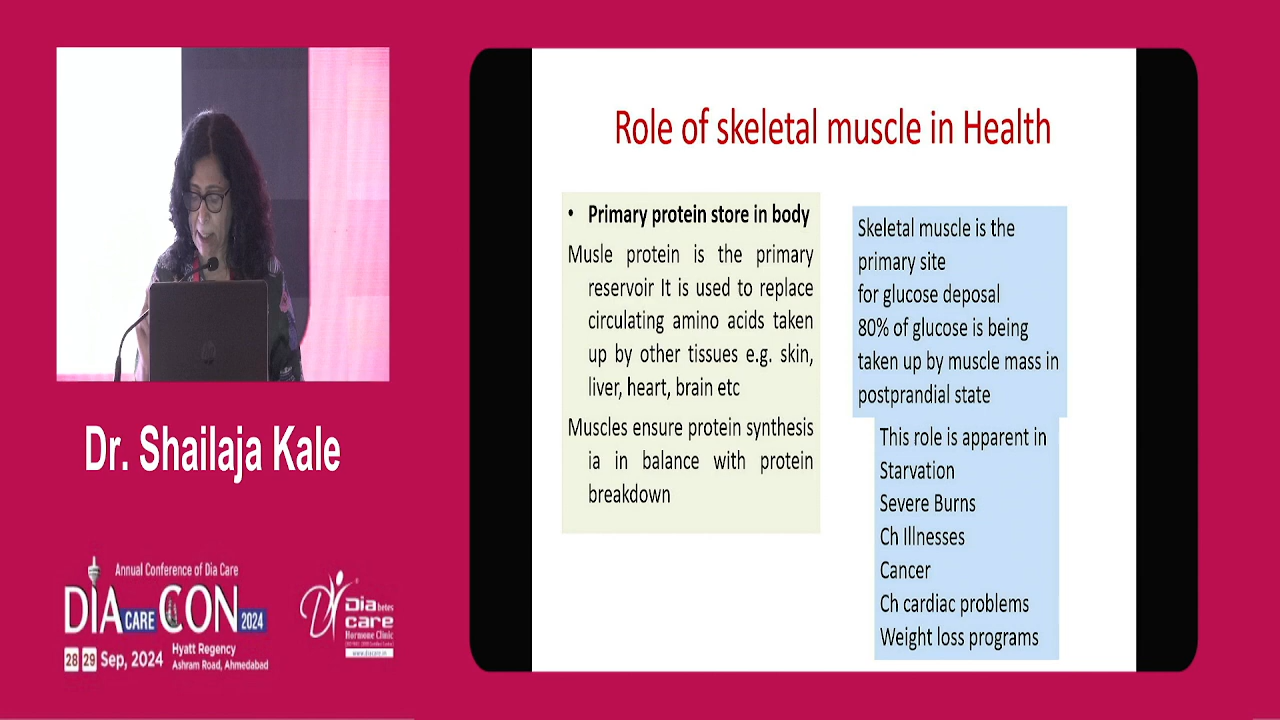 Role of skeletal muscle in Health
• Primary protein store in body
Musle protein is the primary
reservoir It is used to replace
circulating amino acids taken
up by other tissues e.g. skin,
liver, heart, brain etc
Muscles ensure protein synthesis
ia in balance with protein
breakdown
Skeletal muscle is the
primary site
for glucose deposal
80% of glucose is being
taken up by muscle mass in
postprandial state
This role is apparent in
Starvation
Severe Burns
Ch Illnesses
Cancer
Ch cardiac problems
Weight loss programs
Dr. Shailaja Kale
Annual Conference of Dia Care
DIA CARE CON 2024
28 29 Sep, 2024
Hyatt Regency
Ashram Road, Ahmedabad
Diabetes
care
Hormone Clinic